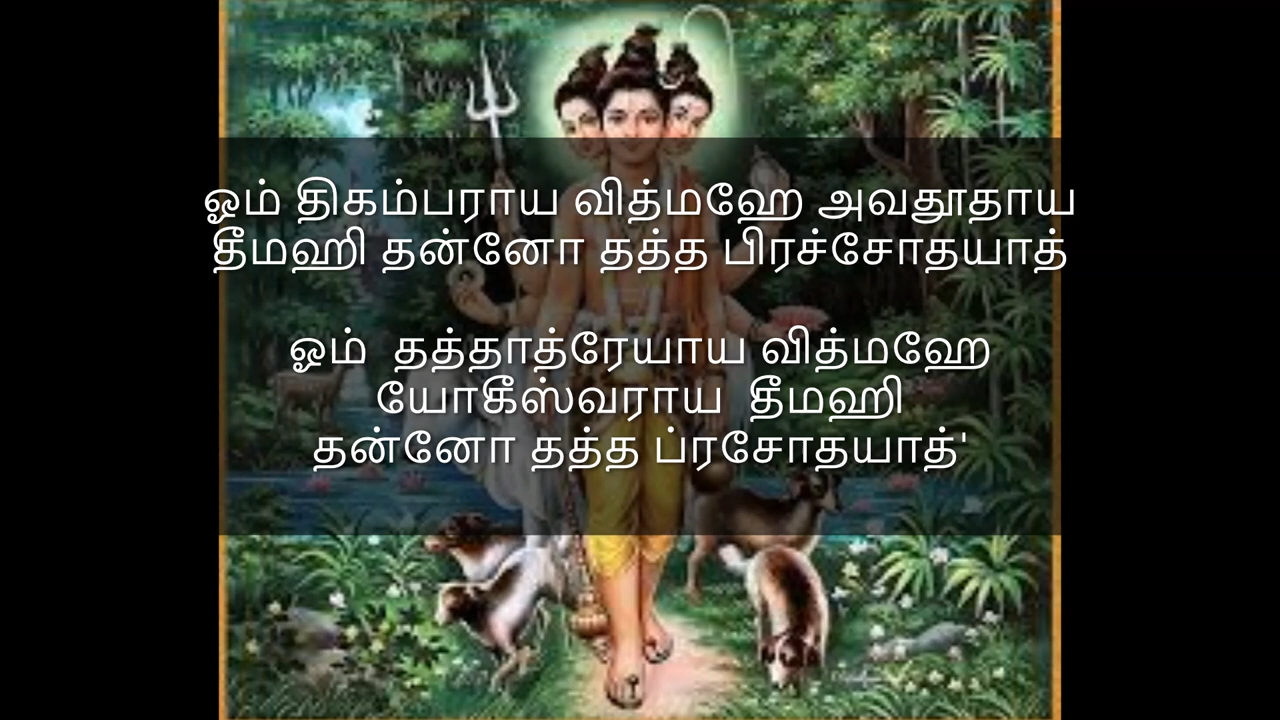 ஓம் திகம்பராய வித்மஹே அவதூதாய
தீமஹி தன்னோ தத்த பிரச்சோதயாத்
ஓம் தத்தாத்ரேயாய வித்மஹே
யோகீஸ்வராய தீமஹி
தன்னோ தத்த ப்ரசோதயாத்'